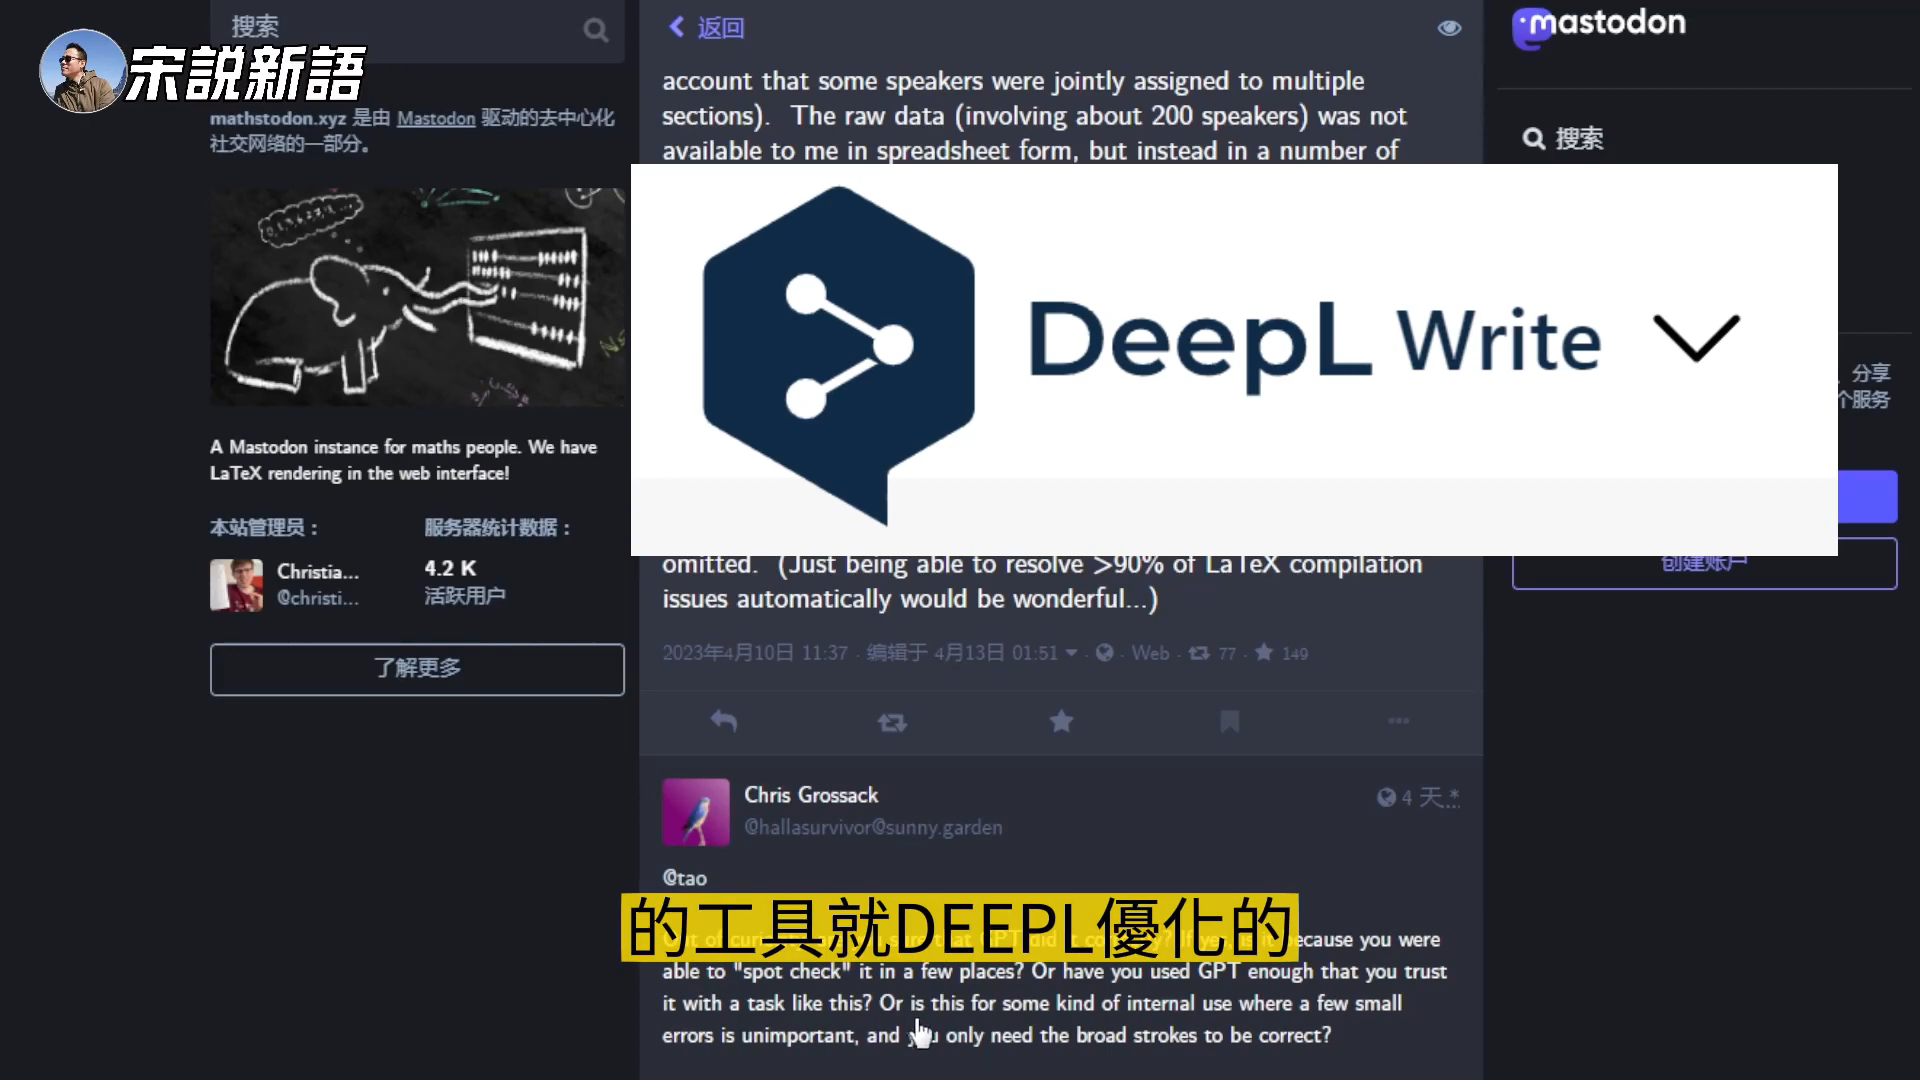 搜索
宋説新語
mathstodon.xyz 是由 Mastodon 驱动的去中心化
社交网络的一部分。
A Mastodon instance for maths people. We have
LaTeX rendering in the web interface!
本站管理员：
服务器统计数据：
Christia...
@christi...
4.2 K
活跃用户
了解更多
返回
account that some speakers were jointly assigned to multiple
sections). The raw data (involving about 200 speakers) was not
available to me in spreadsheet form, but instead in a number of
DeepL Write
omitted. (Just being able to resolve >90% of LaTeX compilation
issues automatically would be wonderful...)
2023年4月10日 11:37 · 编辑于 4月13日 01:51 · Web · 77 · 149
Chris Grossack
4 天*
@hallasurvivor@sunny.garden
@tao
的工具就DEEPL優化的
because you were
able to "spot check" it in a few places? Or have you used GPT enough that you trust
it with a task like this? Or is this for some kind of internal use where a few small
errors is unimportant, and you only need the broad strokes to be correct?
mastodon
搜索
分享
个服务
创建账户